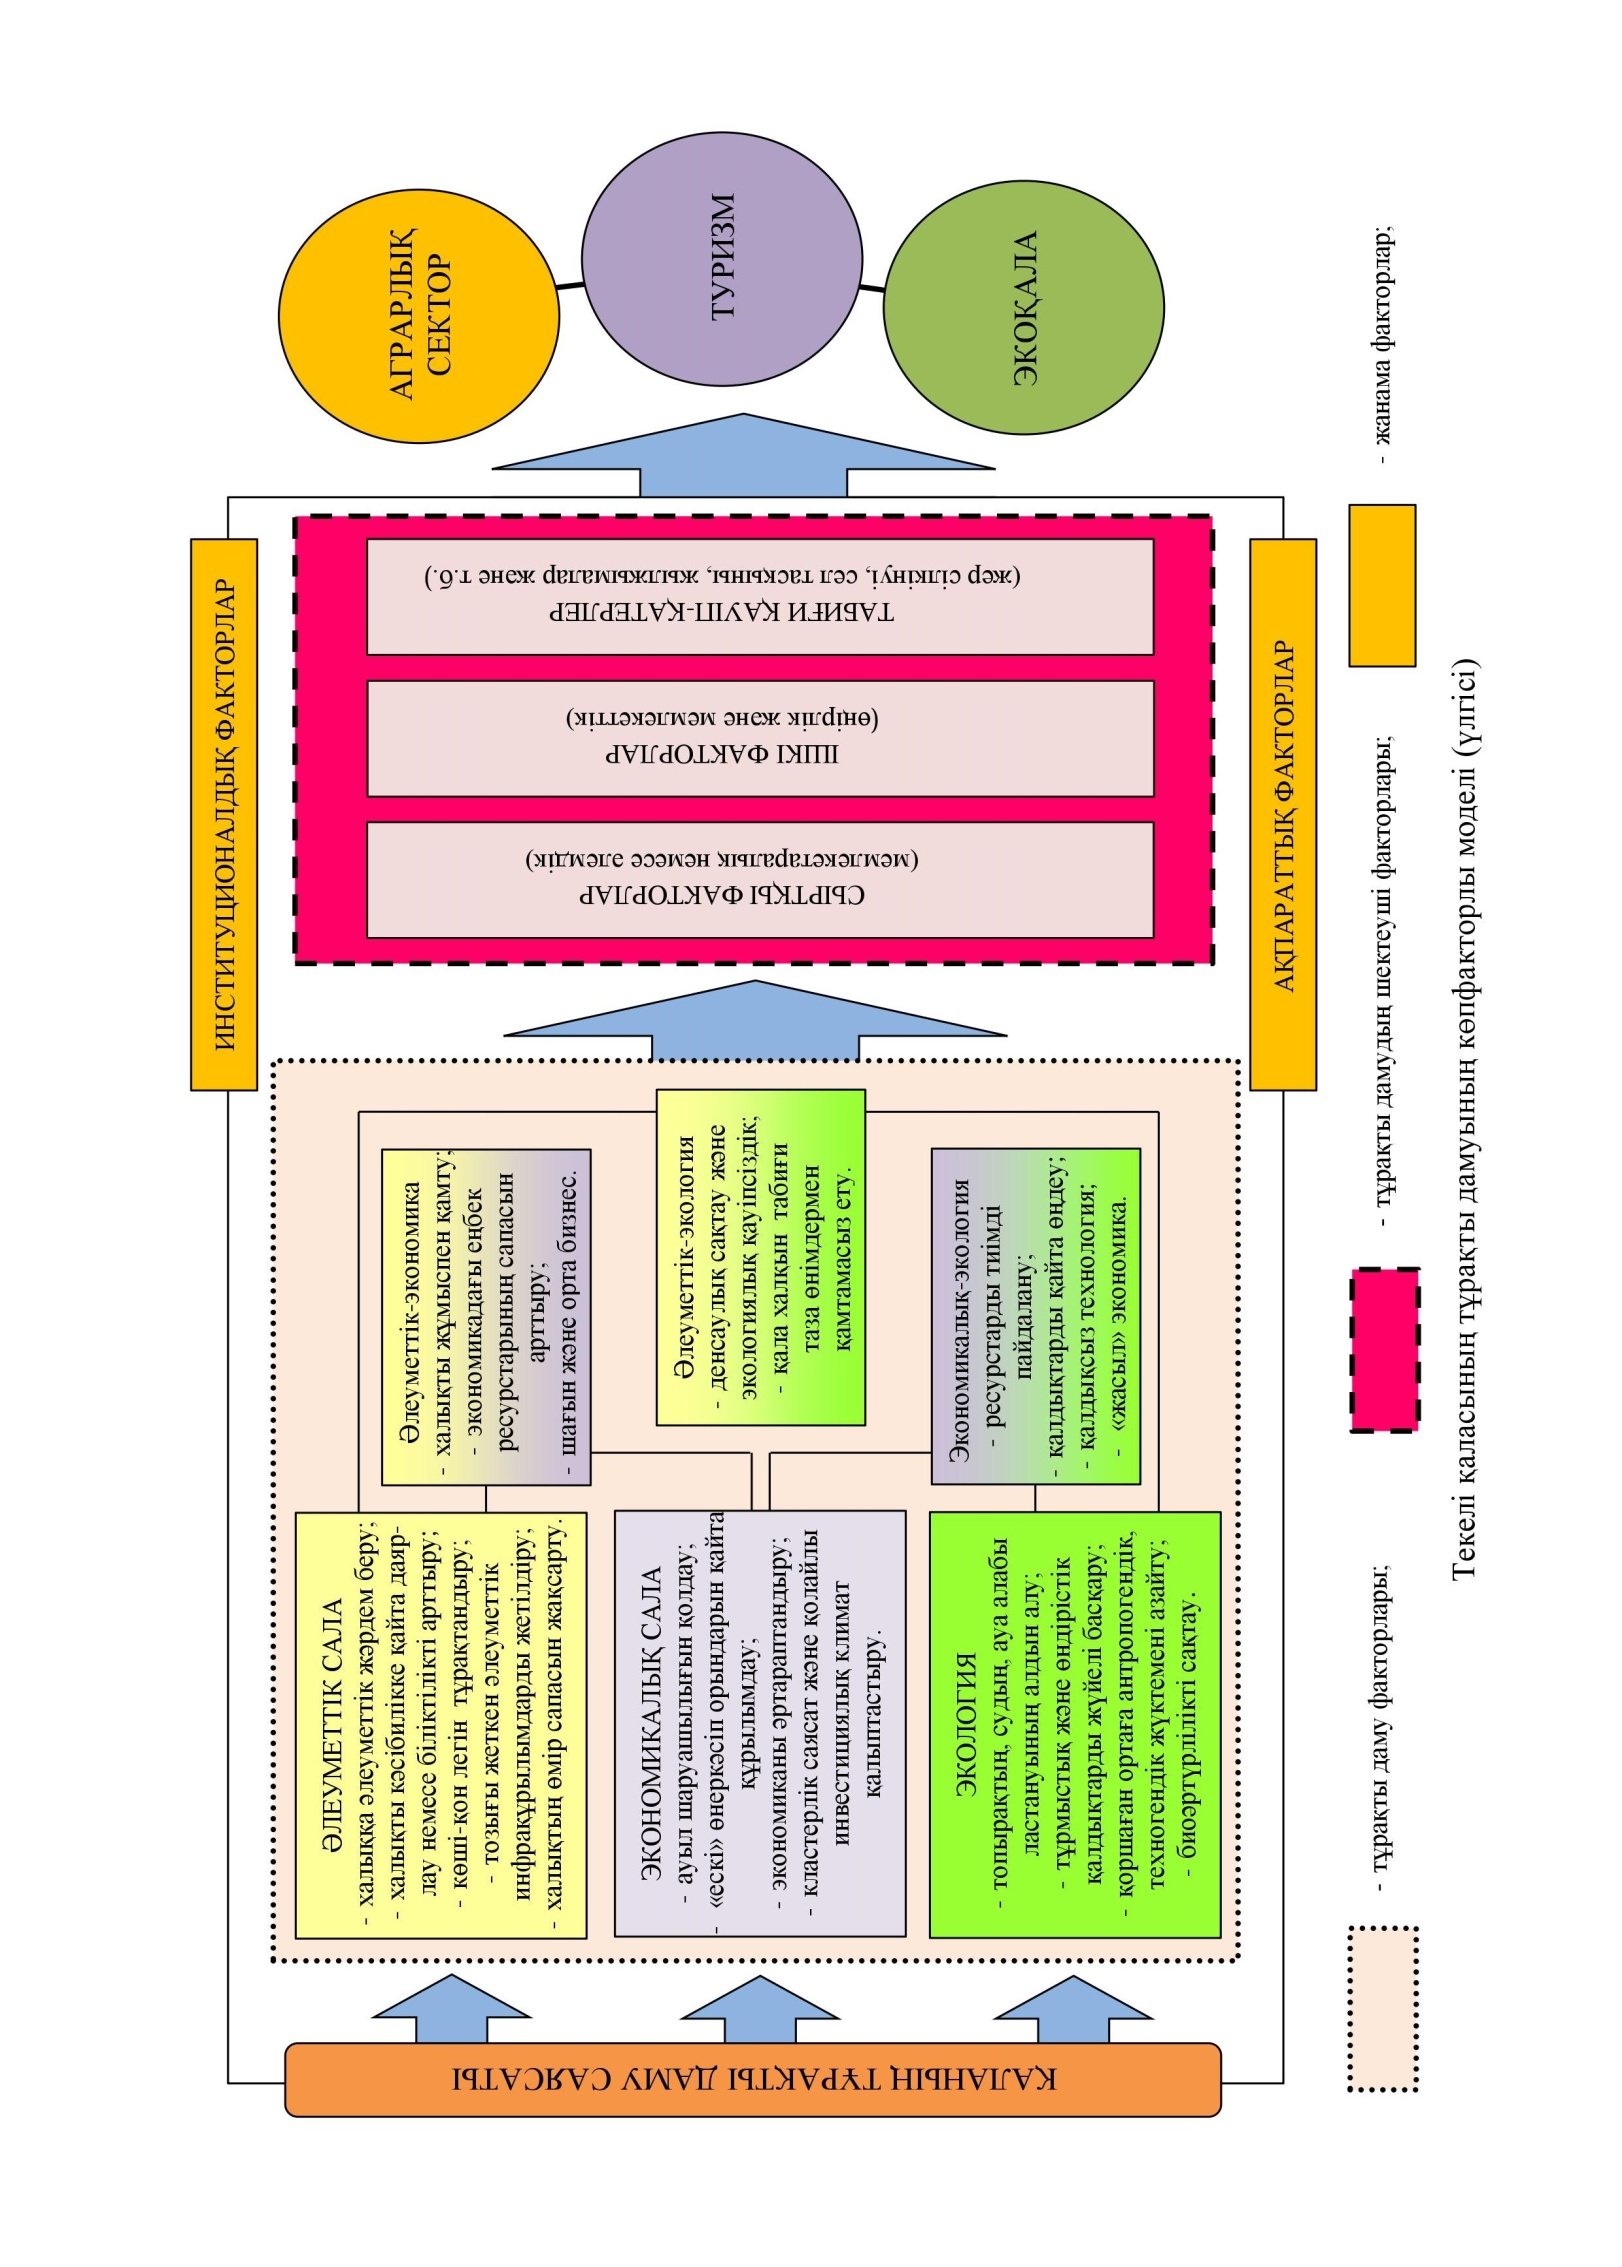 ИНСТИТУЦИОНАЛДЫҚ ФАКТОРЛАР
ҚАЛАНЫҢ ТҰРАҚТЫ ДАМУ САЯСАТЫ
ӘЛЕУМЕТТІК САЛА
- халыққа әлеуметтік жәрдем беру;
- халықты кәсібилікке қайта даяр-
лау немесе біліктілікті арттыру;
- көші-қон легін тұрақтандыру;
- тозығы жеткен әлеуметтік
инфрақұрылымдарды жетілдіру;
- халықтың өмір сапасын жақсарту.
ЭКОНОМИКАЛЫҚ САЛА
- ауыл шаруашылығын қолдау;
- «ескі» өнеркәсіп орындарын қайта
құрылымдау;
- экономиканы әртараптандыру;
- кластерлік саясат және қолайлы
инвестициялық климат
қалыптастыру.
ЭКОЛОГИЯ
- топырақтың, судың, ауа алабы
ластануының алдын алу;
- тұрмыстық және өндірістік
қалдықтарды жүйелі басқару;
- қоршаған ортаға антропогендік,
техногендік жүктемені азайту;
- биоәртүрлілікті сақтау.
Әлеуметтік-экономика
- халықты жұмыспен қамту;
- экономикадағы еңбек
ресурстарының сапасын
арттыру;
- шағын және орта бизнес.
Әлеуметтік-экология
- денсаулық сақтау және
экологиялық қауіпсіздік;
- қала халқын табиғи
таза өнімдермен
қамтамасыз ету.
Экономикалық-экология
- ресурстарды тиімді
пайдалану;
- қалдықтарды қайта өңдеу;
- қалдықсыз технология;
- «жасыл» экономика.
СЫРТҚЫ ФАКТОРЛАР
(мемлекетаралық немесе әлемдік)
ІШКІ ФАКТОРЛАР
(өңірлік және мемлекеттік)
ТАБИҒИ ҚАУІП-ҚАТЕРЛЕР
(жер сілкінуі, сел тасқыны, жылжымалар және т.б.)
АГРАРЛЫҚ
СЕКТОР
ТУРИЗМ
ЭКОҚАЛА
АҚПАРАТТЫҚ ФАКТОРЛАР
- тұрақты даму факторлары;
- тұрақты дамудың шектеуші факторлары;
- жанама факторлар;
Текелі қаласының тұрақты дамуының көпфакторлы моделі (үлгісі)